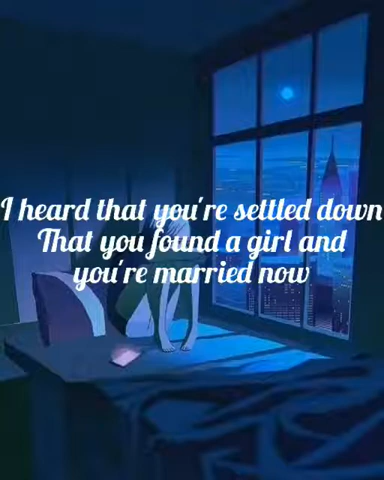 I heard that you're settled down
That you found a girl and
you're married now